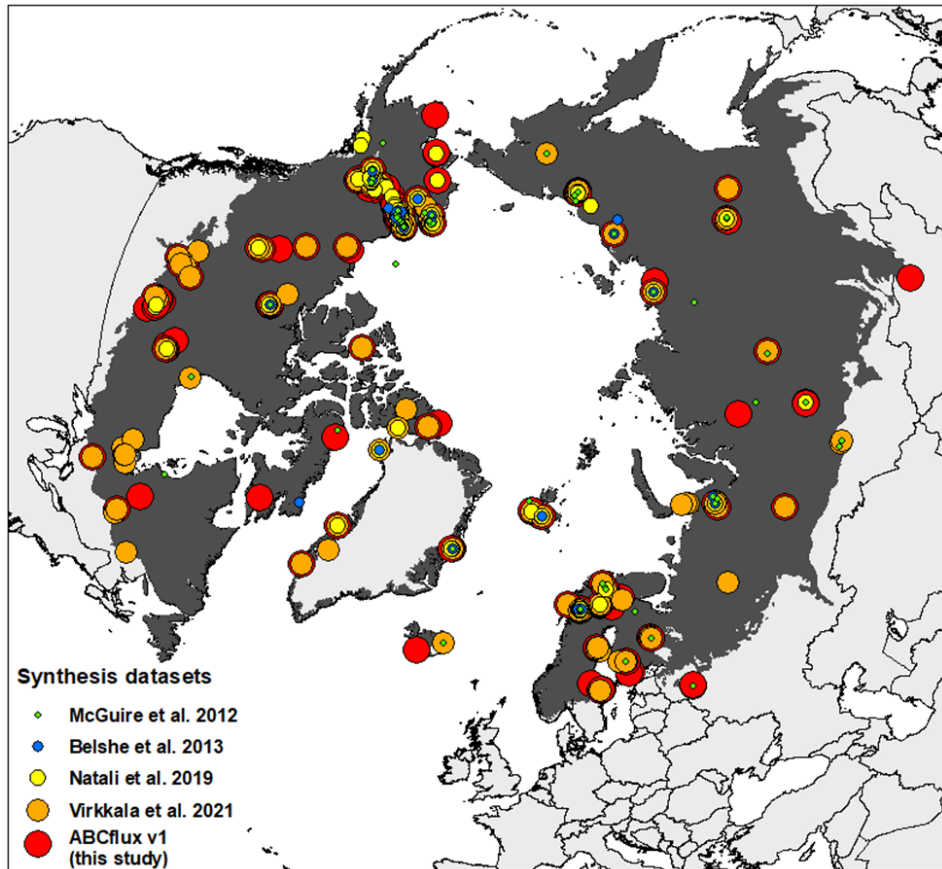 Synthesis datasets
McGuire et al. 2012
Belshe et al. 2013
Natali et al. 2019
Virkkala et al. 2021
ABCflux v1
(this study)